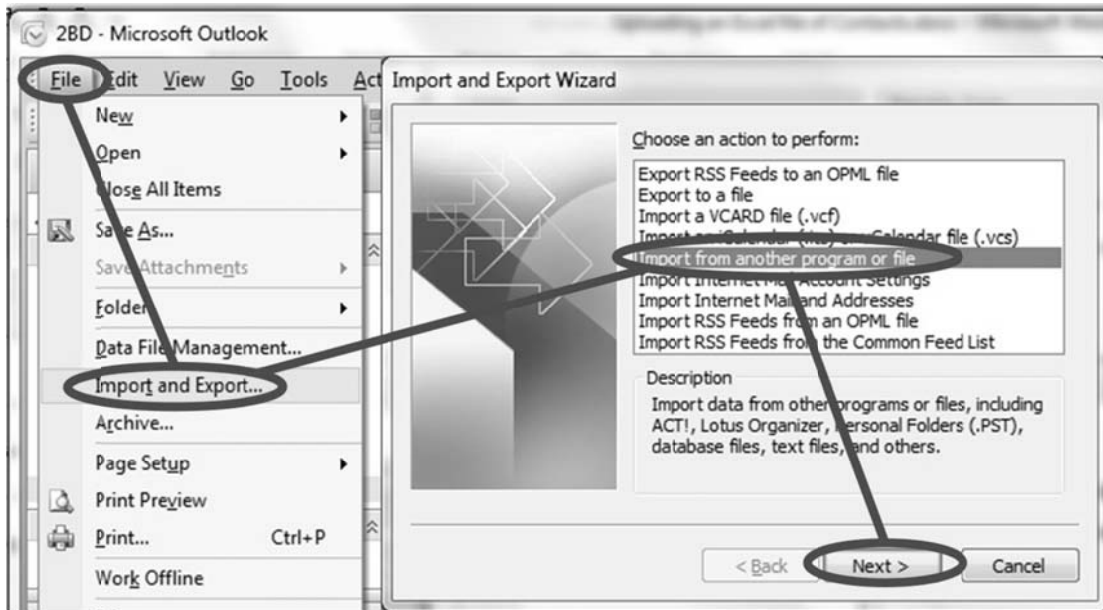 2BD - Microsoft Outlook
File Edit View Go Tools Act
New
Open
Close All Items
Save As...
Save Attachments
Folder
Data File Management...
Import and Export...
Archive...
Page Setup
Print Preview
Print... Ctrl+P
Work Offline
Import and Export Wizard
Choose an action to perform:
Export RSS Feeds to an OPML file
Export to a file
Import a VCARD file (.vcf)
Import an iCalendar (.ics) or vCalendar file (.vcs)
Import from another program or file
Import Internet Mail Account Settings
Import Internet Mail and Addresses
Import RSS Feeds from an OPML file
Import RSS Feeds from the Common Feed List
Description
Import data from other programs or files, including
ACT!, Lotus Organizer, Personal Folders (.PST),
database files, text files, and others.
< Back Next > Cancel